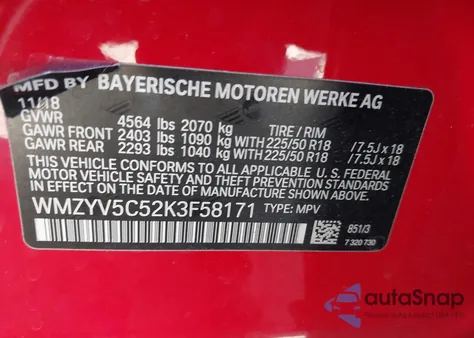 MFD BY BAYERISCHE MOTOREN WERKE AG
11/18
GVWR 4564 lbs 2070 kg TIRE / RIM
GAWR FRONT 2403 lbs 1090 kg WITH 225/50 R18 /7.5J x 18
GAWR REAR 2293 lbs 1040 kg WITH 225/50 R18 /7.5J x 18
THIS VEHICLE CONFORMS TO ALL APPLICABLE U.S. FEDERAL
MOTOR VEHICLE SAFETY, BUMPER, AND THEFT PREVENTION
STANDARDS IN EFFECT ON THE DATE OF MANUFACTURE
SHOWN ABOVE.
WMZYV5C52K3F58171 TYPE: MPV
851/3
7 320 730
autoSnap